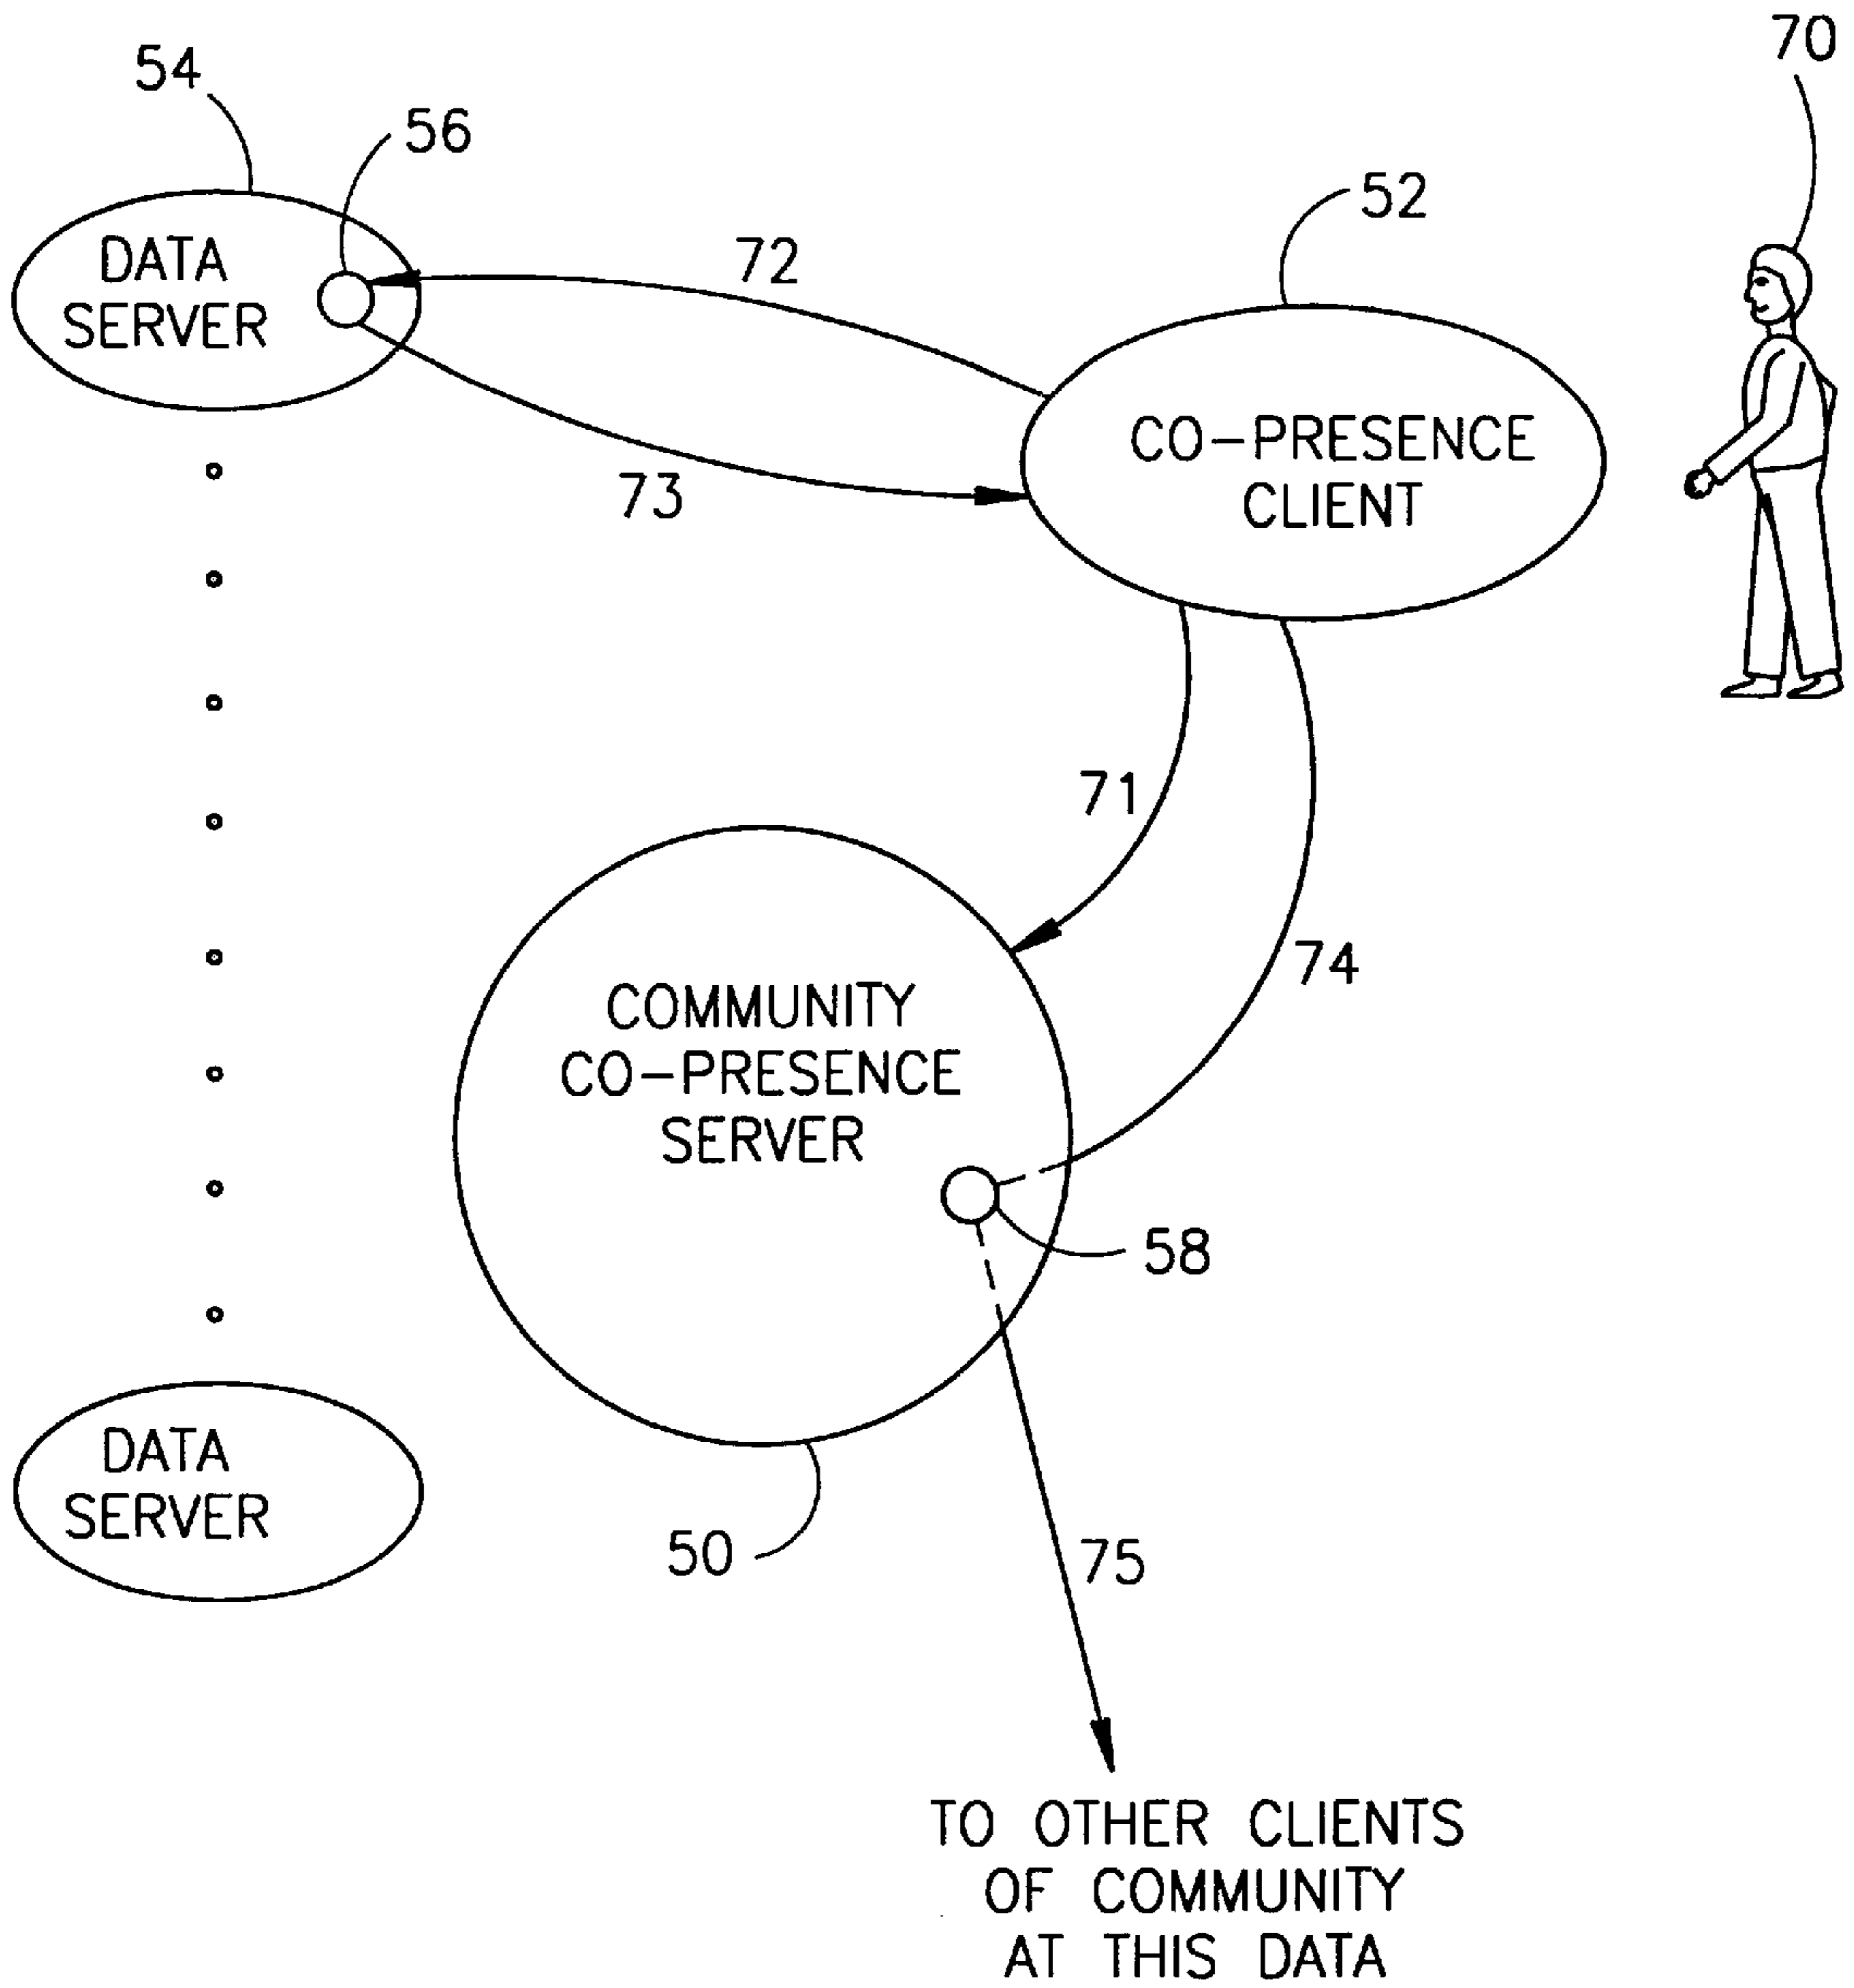 70
54
56
52
DATA
SERVER
72
CO-PRESENCE
CLIENT
73
71
74
COMMUNITY
CO-PRESENCE
SERVER
58
DATA
SERVER
50
75
TO OTHER CLIENTS
OF COMMUNITY
AT THIS DATA